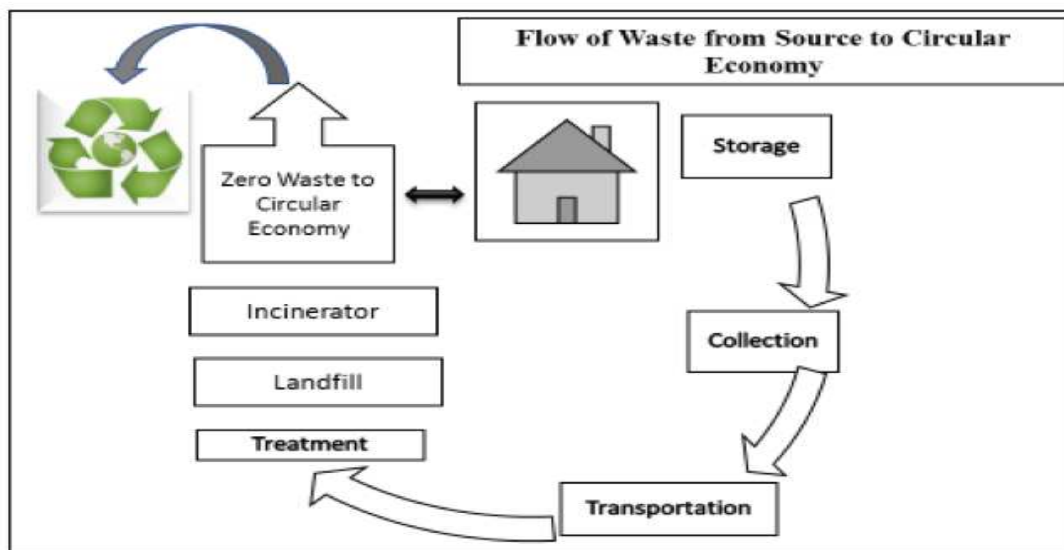 Flow of Waste from Source to Circular
Economy
Storage
Zero Waste to
Circular
Economy
Incinerator
Collection
Landfill
Treatment
Transportation